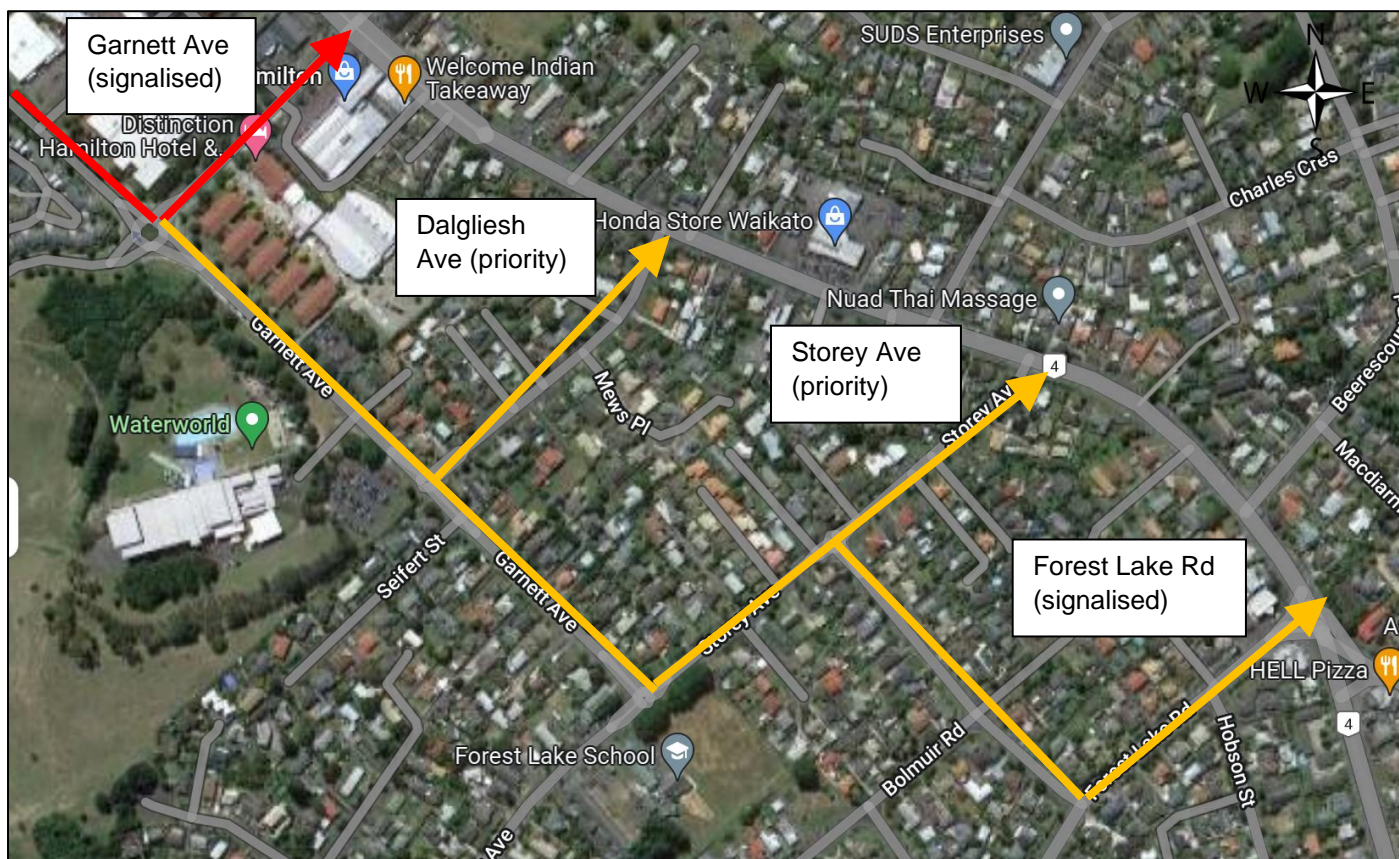 Garnett Ave
(signalised)
milton
Welcome Indian
Takeaway
SUDS Enterprises
N
W
E
S
Distinction
Hamilton Hotel &.
Charles Cres
Dalgliesh
Ave (priority)
Honda Store Waikato
Nuad Thai Massage
Garnett Ave
Storey Ave
(priority)
4
Beerescou
Mews Pl
Waterworld
Storey Av
Macdiarm
Seifert St
Garnett Ave
Storey Ave
Forest Lake Rd
(signalised)
A
HELL Pizza
Forest Lake School
Bolmuir Rd
Forest Lake Rd
Hobson St
4
Ave